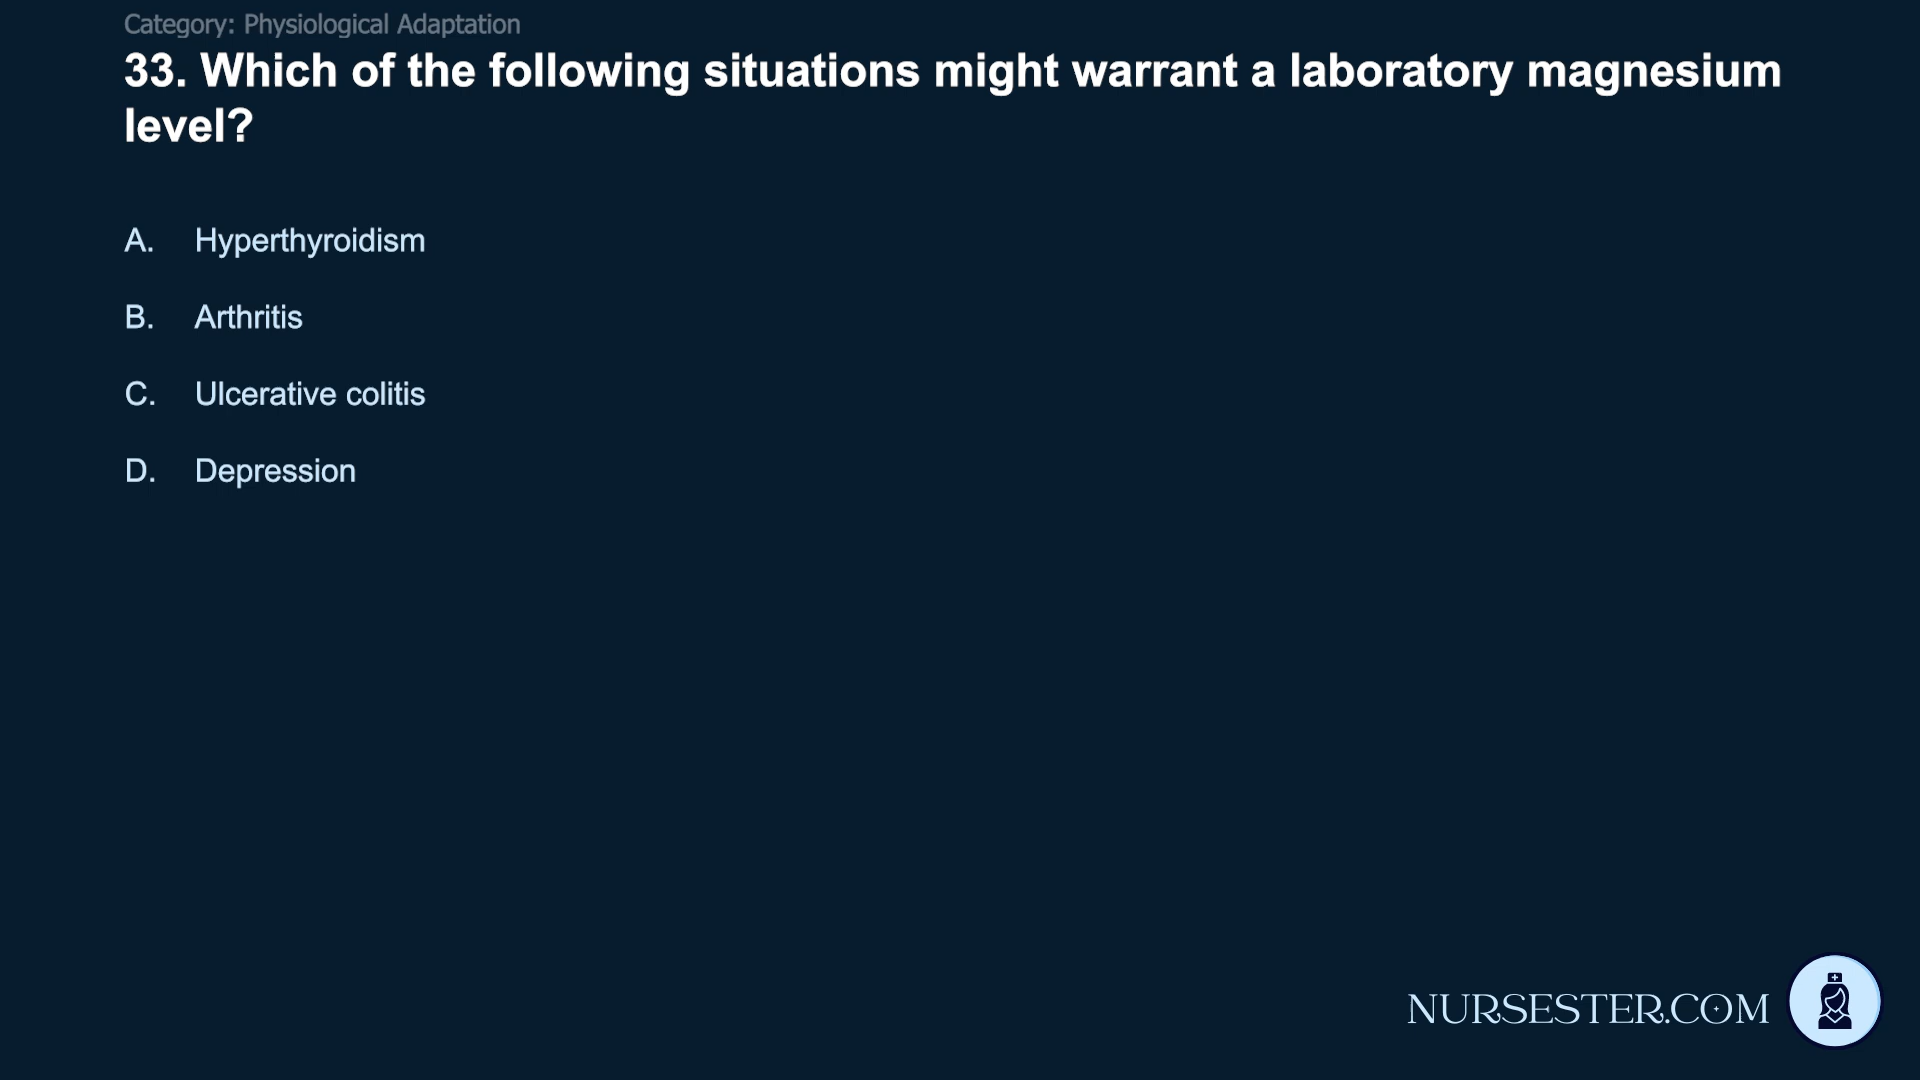 Category: Physiological Adaptation
33. Which of the following situations might warrant a laboratory magnesium
level?
A. Hyperthyroidism
B. Arthritis
C. Ulcerative colitis
D. Depression
NURSESTER.COM